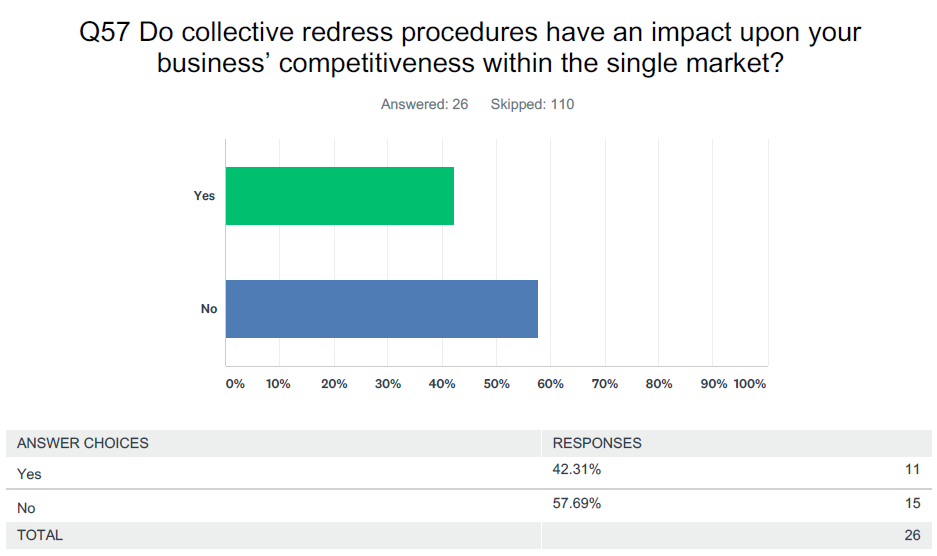 Q57 Do collective redress procedures have an impact upon your
business’ competitiveness within the single market?
Answered: 26 Skipped: 110
Yes
No
0% 10% 20% 30% 40% 50% 60% 70% 80% 90% 100%
ANSWER CHOICES RESPONSES
Yes 42.31% 11
No 57.69% 15
TOTAL 26